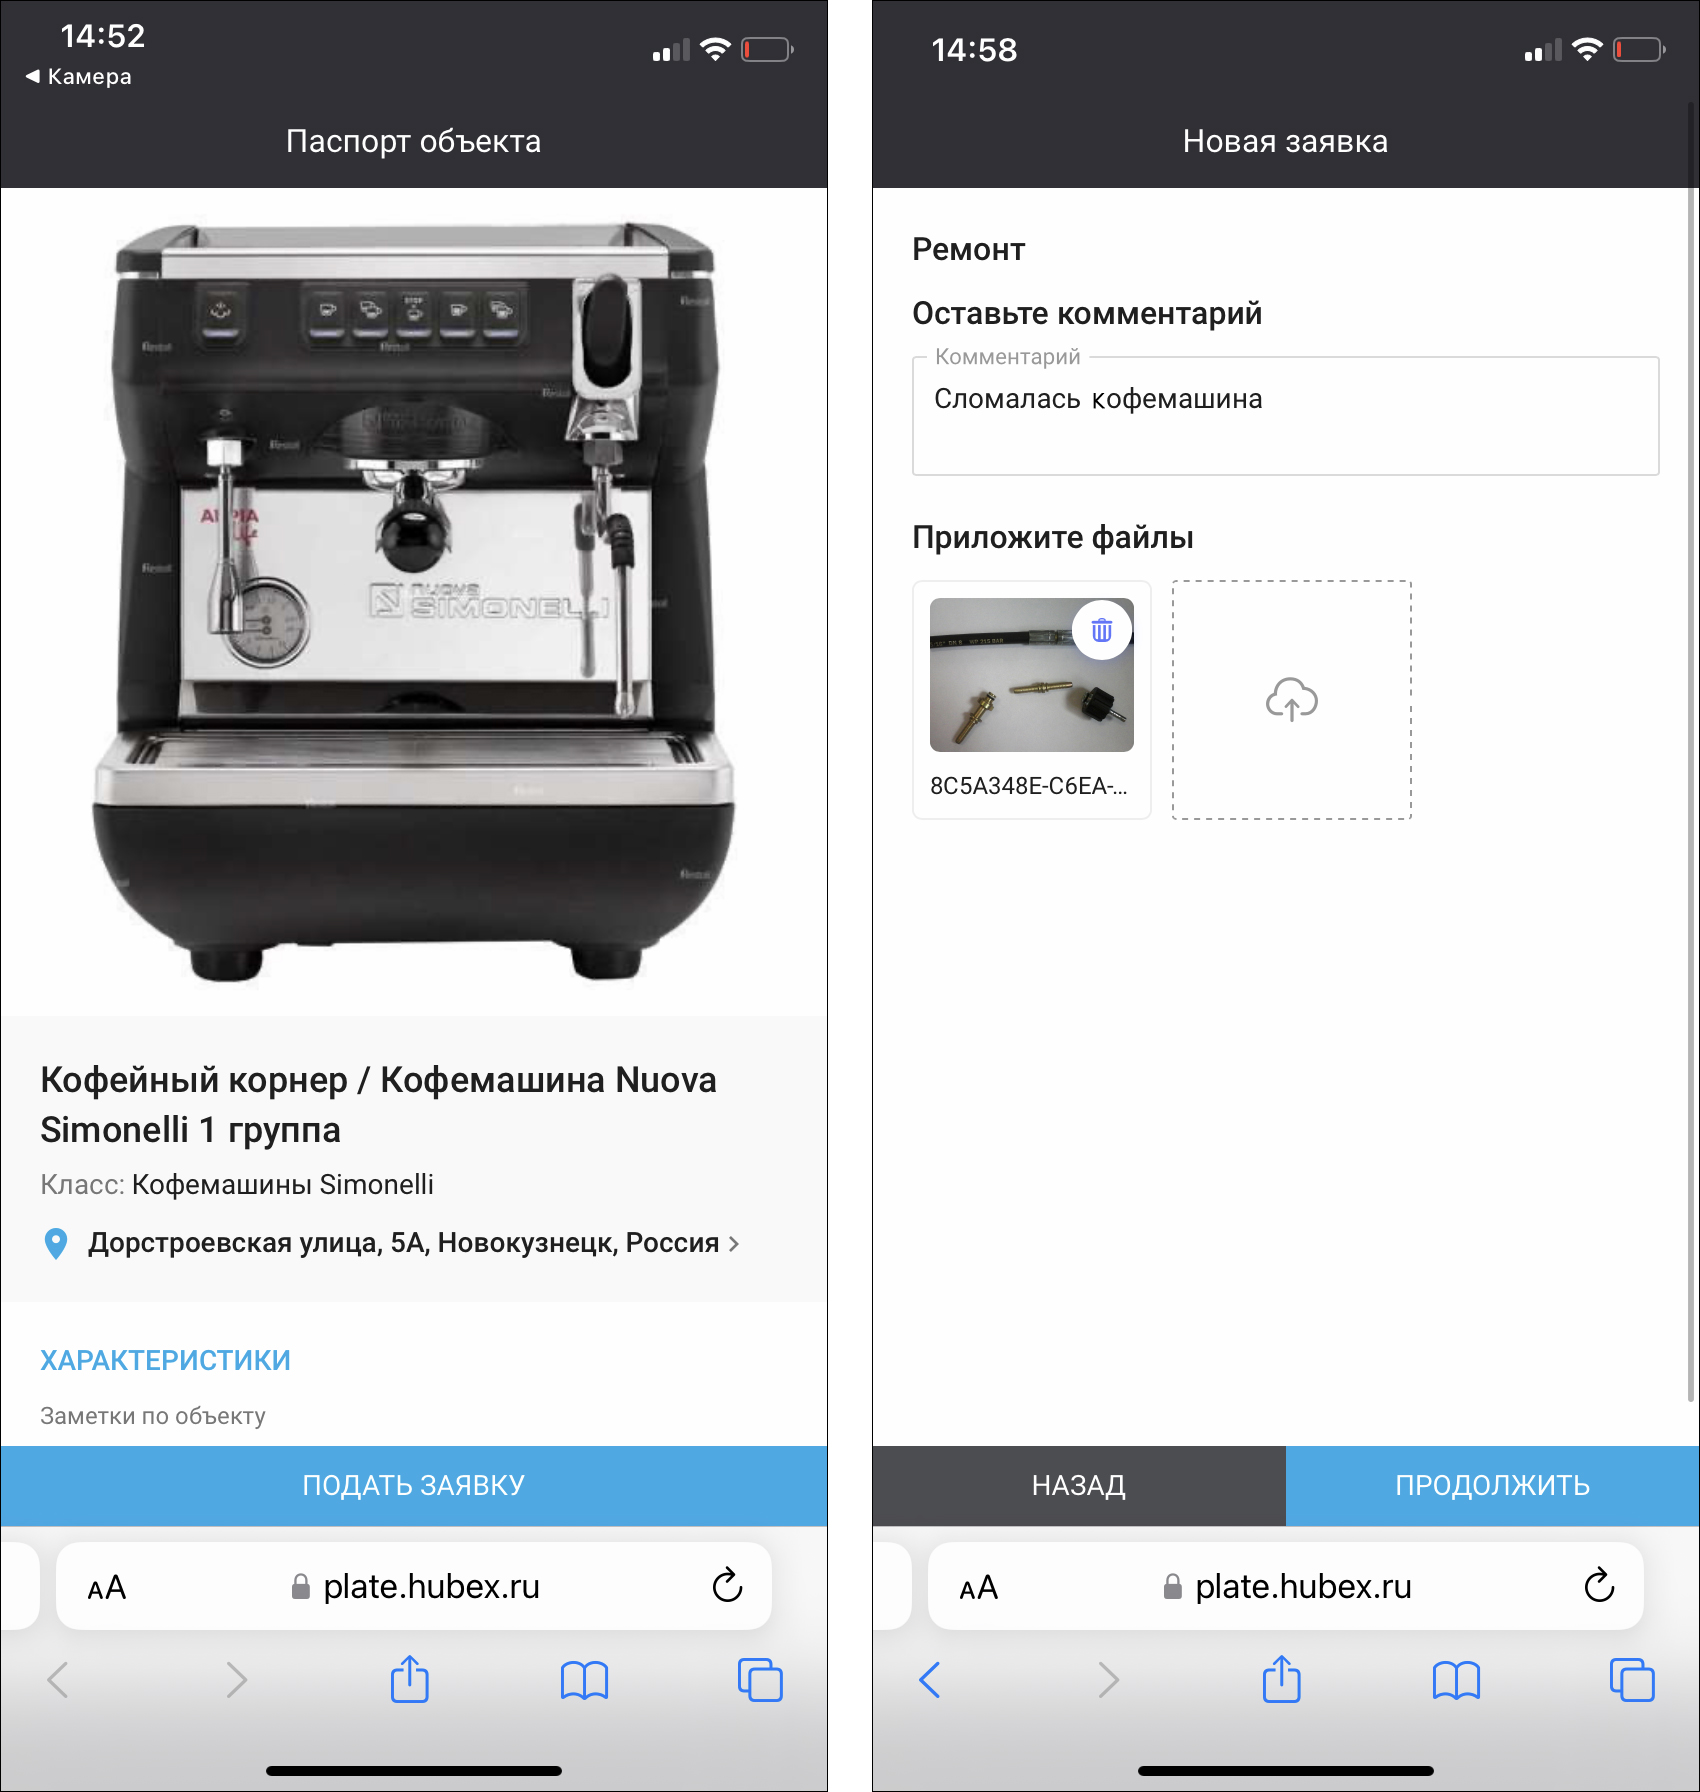 14:52
Камера
Паспорт объекта
STOP
NUOVA
SIMONELLI
Кофейный корнер / Кофемашина Nuova
Simonelli 1 группа
Класс: Кофемашины Simonelli
Дорстроевская улица, 5А, Новокузнецк, Россия
ХАРАКТЕРИСТИКИ
Заметки по объекту
ПОДАТЬ ЗАЯВКУ
AA
plate.hubex.ru
14:58
Новая заявка
Ремонт
Оставьте комментарий
Комментарий
Сломалась кофемашина
Приложите файлы
8C5A348E-C6EA-...
НАЗАД
ПРОДОЛЖИТЬ
AA
plate.hubex.ru